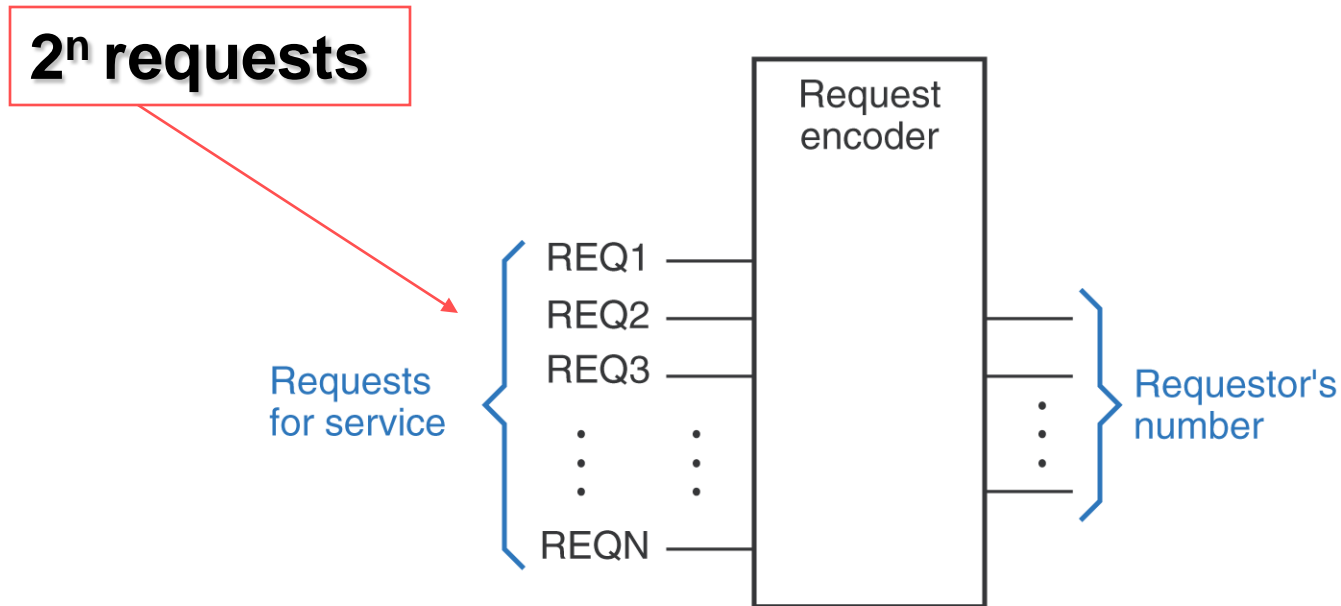 2ⁿ requests
Request
encoder
REQ1
REQ2
REQ3
REQN
Requests
for service
Requestor's
number